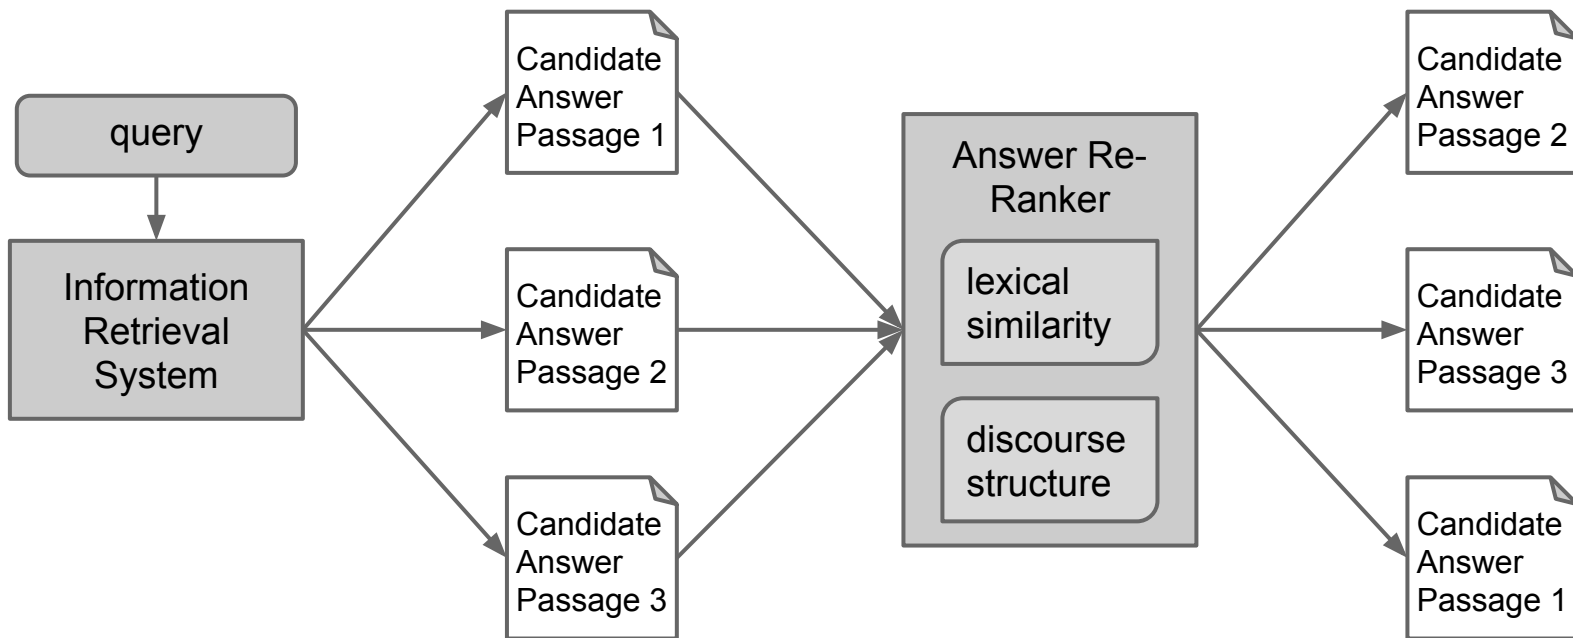 query
Information
Retrieval
System
Candidate
Answer
Passage 1
Candidate
Answer
Passage 2
Candidate
Answer
Passage 3
Answer Re-
Ranker
lexical
similarity
discourse
structure
Candidate
Answer
Passage 2
Candidate
Answer
Passage 3
Candidate
Answer
Passage 1